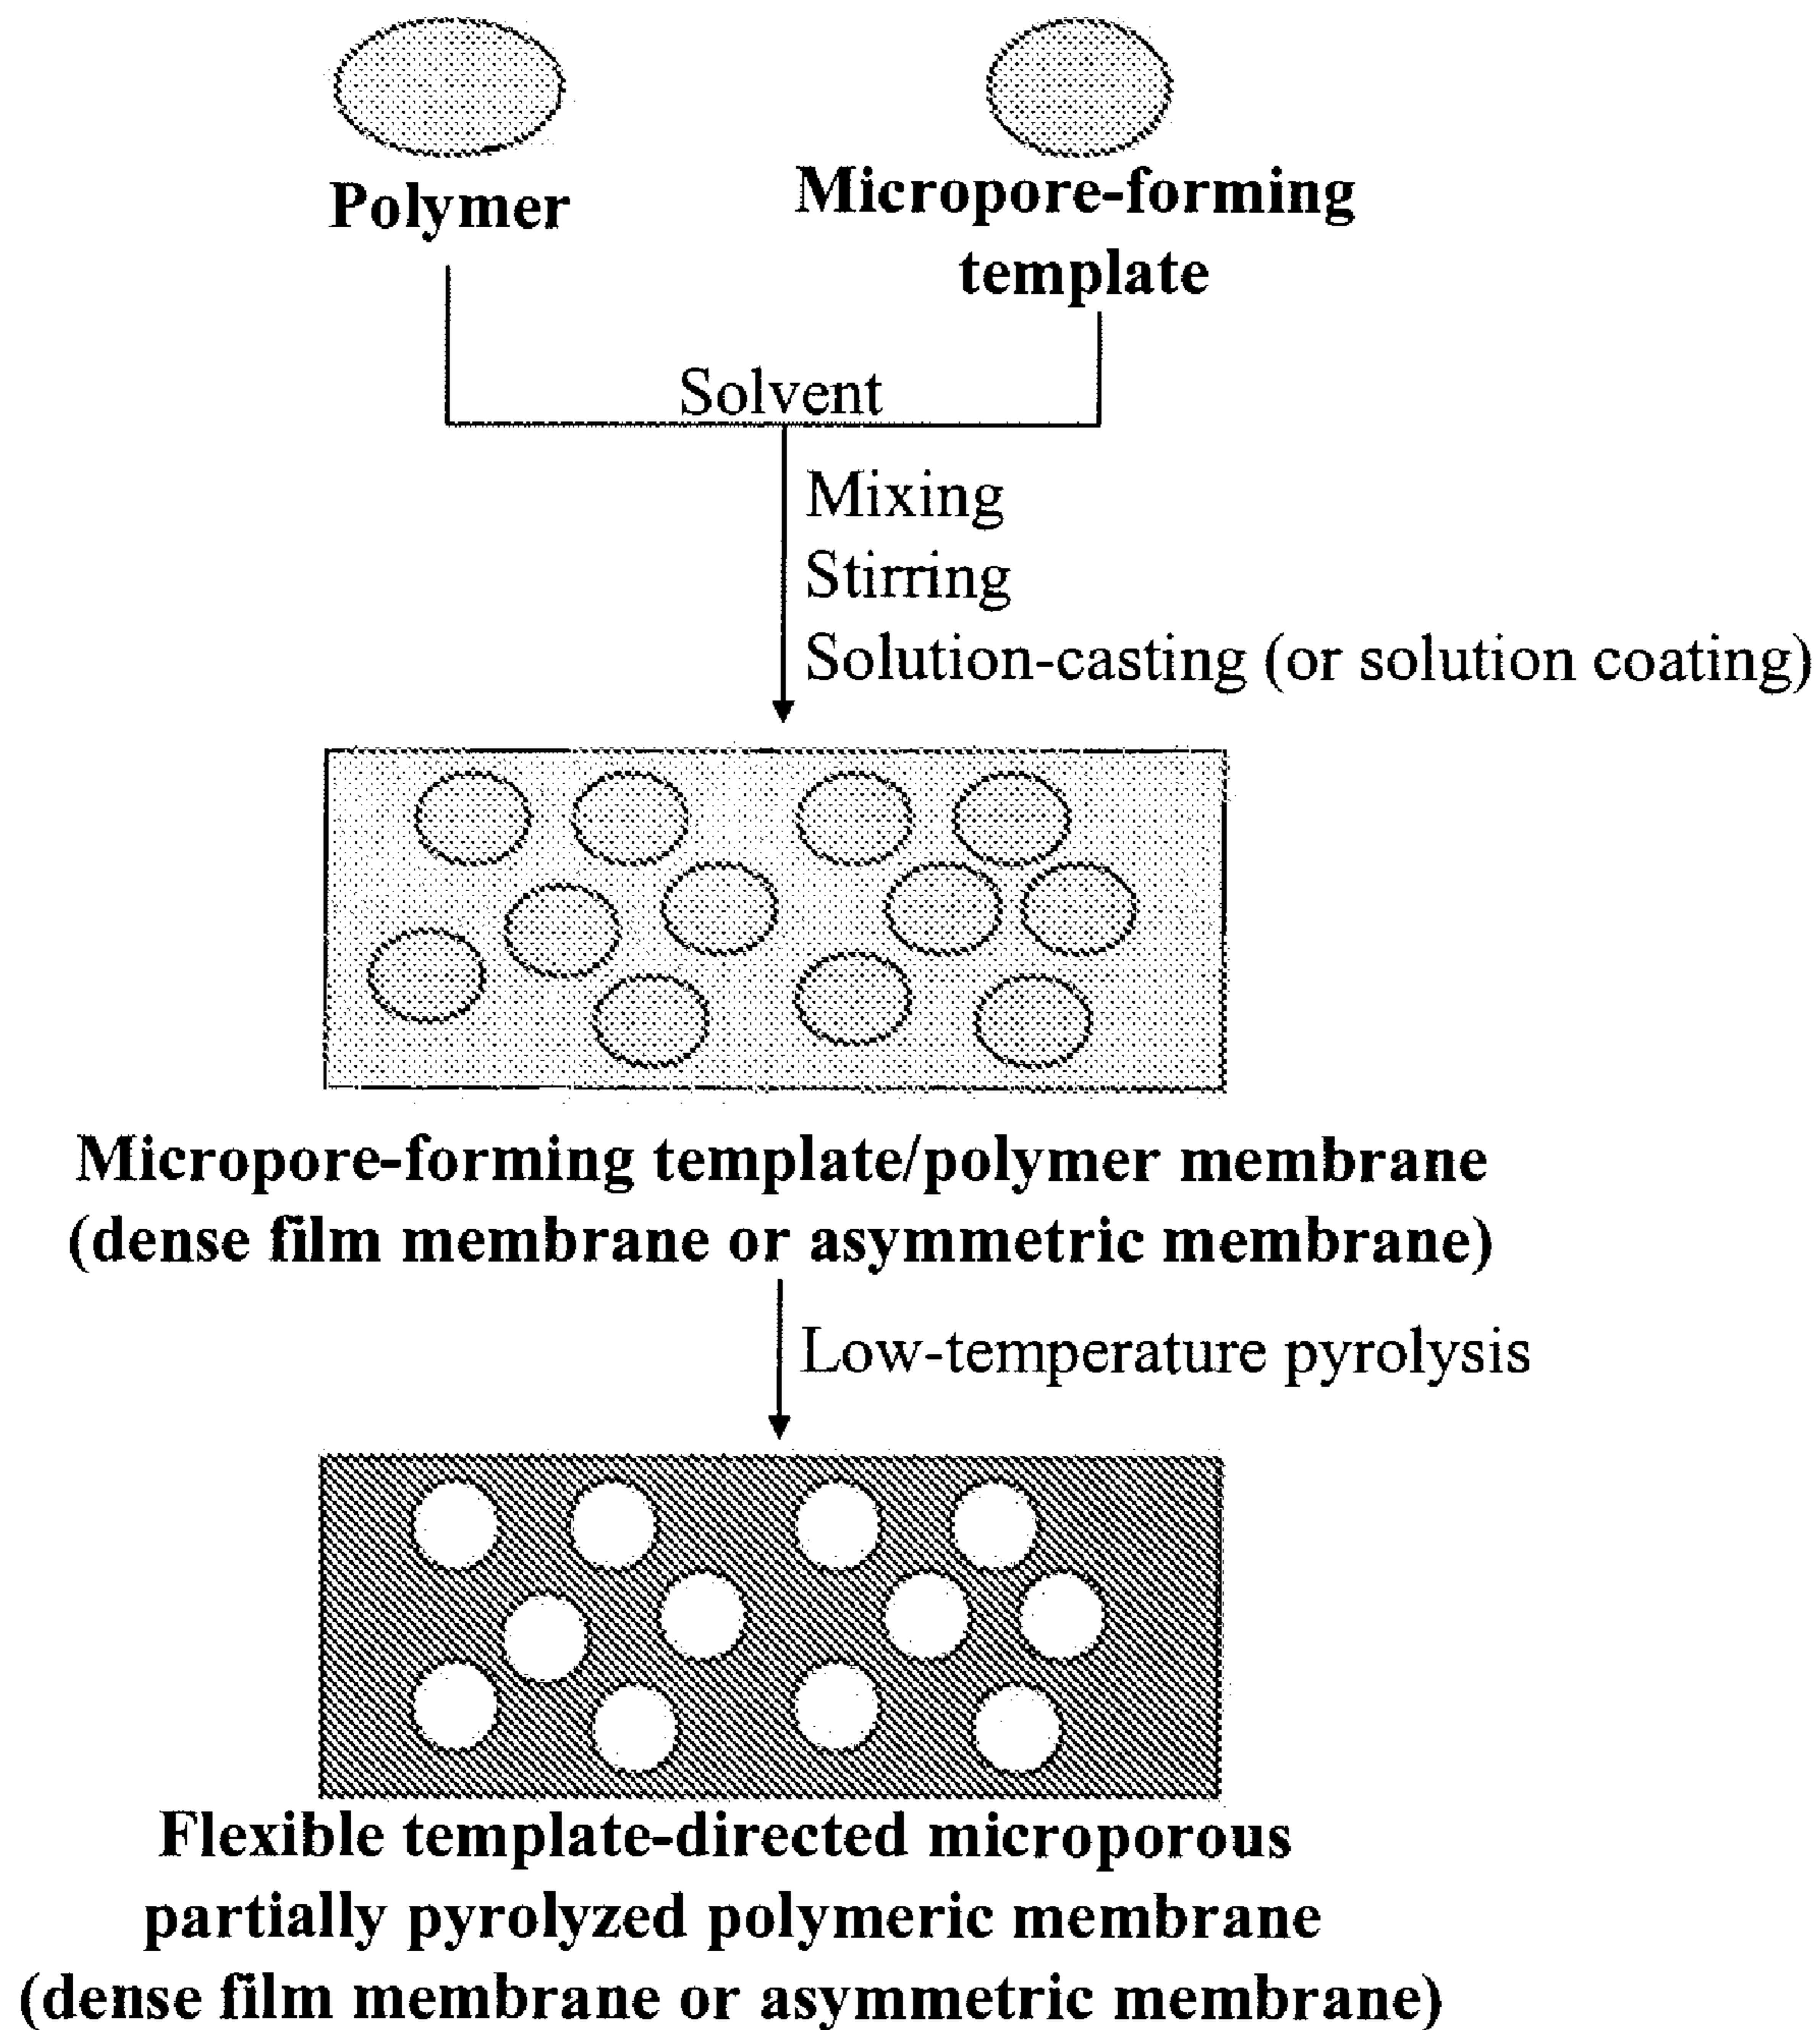 Polymer
Micropore-forming
template
Solvent
Mixing
Stirring
Solution-casting (or solution coating)
Micropore-forming template/polymer membrane
(dense film membrane or asymmetric membrane)
Low-temperature pyrolysis
Flexible template-directed microporous
partially pyrolyzed polymeric membrane
(dense film membrane or asymmetric membrane)